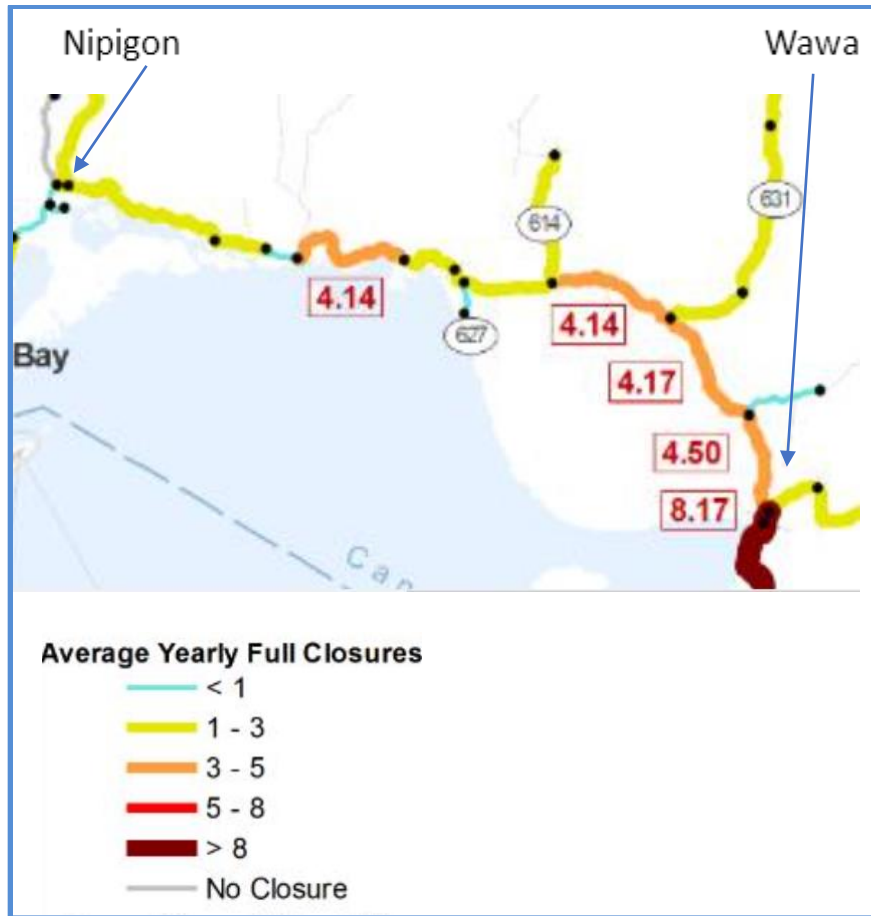 Nipigon
Wawa
631
614
4.14
4.14
627
Bay
4.17
4.50
8.17
Can
Average Yearly Full Closures
< 1
1 - 3
3 - 5
5 - 8
> 8
No Closure